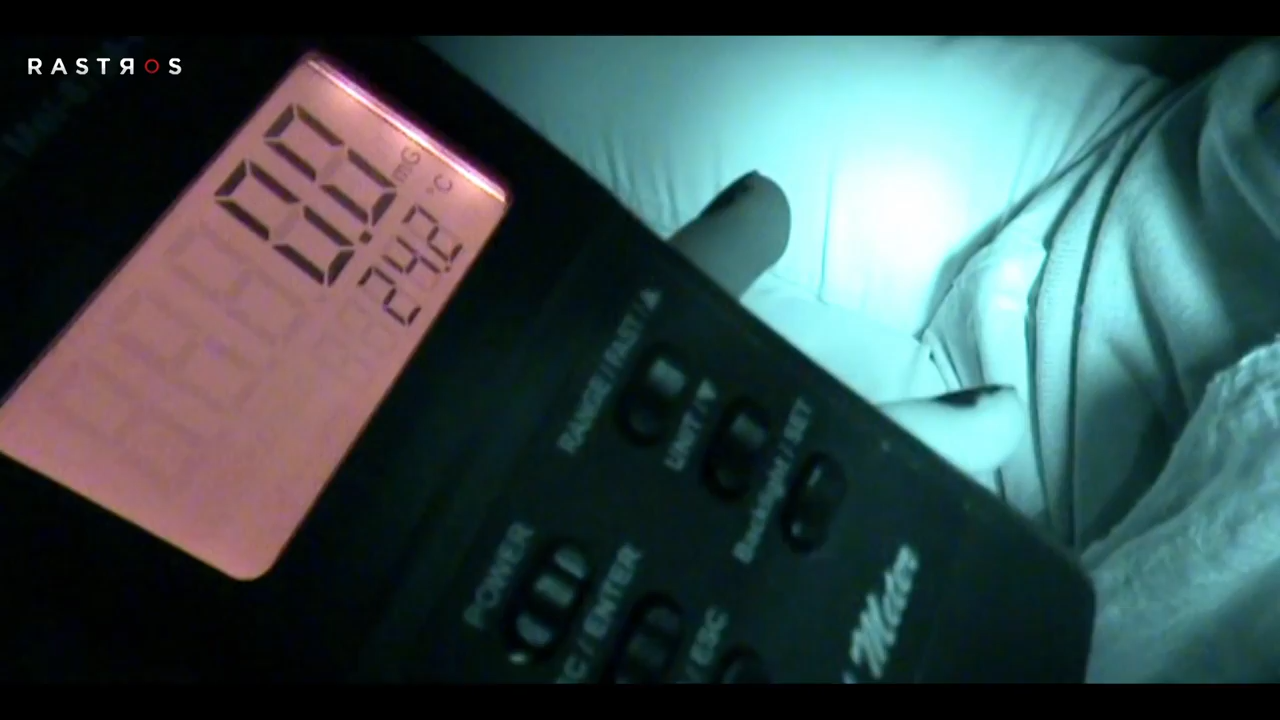 RASTЯOS
0.0 mG
24.2 °C
RANGE / FAST / ▲
UNIT / ▼
Backlight / SET
POWER
/ ENTER
/ ESC
Meter